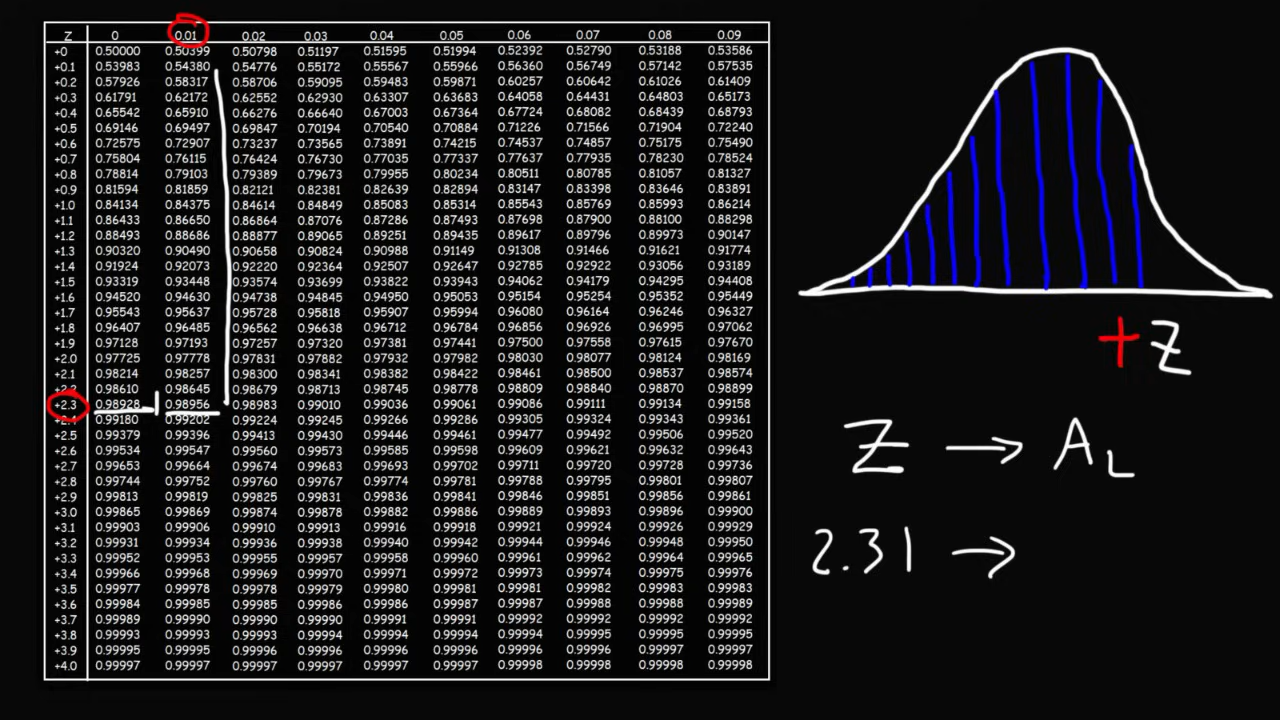 Z 0 0.01 0.02 0.03 0.04 0.05 0.06 0.07 0.08 0.09
+0 0.50000 0.50399 0.50798 0.51197 0.51595 0.51994 0.52392 0.52790 0.53188 0.53586
+0.1 0.53983 0.54380 0.54776 0.55172 0.55567 0.55966 0.56360 0.56749 0.57142 0.57535
+0.2 0.57926 0.58317 0.58706 0.59095 0.59483 0.59871 0.60257 0.60642 0.61026 0.61409
+0.3 0.61791 0.62172 0.62552 0.62930 0.63307 0.63683 0.64058 0.64431 0.64803 0.65173
+0.4 0.65542 0.65910 0.66276 0.66640 0.67003 0.67364 0.67724 0.68082 0.68439 0.68793
+0.5 0.69146 0.69497 0.69847 0.70194 0.70540 0.70884 0.71226 0.71566 0.71904 0.72240
+0.6 0.72575 0.72907 0.73237 0.73565 0.73891 0.74215 0.74537 0.74857 0.75175 0.75490
+0.7 0.75804 0.76115 0.76424 0.76730 0.77035 0.77337 0.77637 0.77935 0.78230 0.78524
+0.8 0.78814 0.79103 0.79389 0.79673 0.79955 0.80234 0.80511 0.80785 0.81057 0.81327
+0.9 0.81594 0.81859 0.82121 0.82381 0.82639 0.82894 0.83147 0.83398 0.83646 0.83891
+1.0 0.84134 0.84375 0.84614 0.84849 0.85083 0.85314 0.85543 0.85769 0.85993 0.86214
+1.1 0.86433 0.86650 0.86864 0.87076 0.87286 0.87493 0.87698 0.87900 0.88100 0.88298
+1.2 0.88493 0.88686 0.88877 0.89065 0.89251 0.89435 0.89617 0.89796 0.89973 0.90147
+1.3 0.90320 0.90490 0.90658 0.90824 0.90988 0.91149 0.91308 0.91466 0.91621 0.91774
+1.4 0.91924 0.92073 0.92220 0.92364 0.92507 0.92647 0.92785 0.92922 0.93056 0.93189
+1.5 0.93319 0.93448 0.93574 0.93699 0.93822 0.93943 0.94062 0.94179 0.94295 0.94408
+1.6 0.94520 0.94630 0.94738 0.94845 0.94950 0.95053 0.95154 0.95254 0.95352 0.95449
+1.7 0.95543 0.95637 0.95728 0.95818 0.95907 0.95994 0.96080 0.96164 0.96246 0.96327
+1.8 0.96407 0.96485 0.96562 0.96638 0.96712 0.96784 0.96856 0.96926 0.96995 0.97062
+1.9 0.97128 0.97193 0.97257 0.97320 0.97381 0.97441 0.97500 0.97558 0.97615 0.97670
+2.0 0.97725 0.97778 0.97831 0.97882 0.97932 0.97982 0.98030 0.98077 0.98124 0.98169
+2.1 0.98214 0.98257 0.98300 0.98341 0.98382 0.98422 0.98461 0.98500 0.98537 0.98574
+2.2 0.98610 0.98645 0.98679 0.98713 0.98745 0.98778 0.98809 0.98840 0.98870 0.98899
+2.3 0.98928 0.98956 0.98983 0.99010 0.99036 0.99061 0.99086 0.99111 0.99134 0.99158
+2.4 0.99180 0.99202 0.99224 0.99245 0.99266 0.99286 0.99305 0.99324 0.99343 0.99361
+2.5 0.99379 0.99396 0.99413 0.99430 0.99446 0.99461 0.99477 0.99492 0.99506 0.99520
+2.6 0.99534 0.99547 0.99560 0.99573 0.99585 0.99598 0.99609 0.99621 0.99632 0.99643
+2.7 0.99653 0.99664 0.99674 0.99683 0.99693 0.99702 0.99711 0.99720 0.99728 0.99736
+2.8 0.99744 0.99752 0.99760 0.99767 0.99774 0.99781 0.99788 0.99795 0.99801 0.99807
+2.9 0.99813 0.99819 0.99825 0.99831 0.99836 0.99841 0.99846 0.99851 0.99856 0.99861
+3.0 0.99865 0.99869 0.99874 0.99878 0.99882 0.99886 0.99889 0.99893 0.99896 0.99900
+3.1 0.99903 0.99906 0.99910 0.99913 0.99916 0.99918 0.99921 0.99924 0.99926 0.99929
+3.2 0.99931 0.99934 0.99936 0.99938 0.99940 0.99942 0.99944 0.99946 0.99948 0.99950
+3.3 0.99952 0.99953 0.99955 0.99957 0.99958 0.99960 0.99961 0.99962 0.99964 0.99965
+3.4 0.99966 0.99968 0.99969 0.99970 0.99971 0.99972 0.99973 0.99974 0.99975 0.99976
+3.5 0.99977 0.99978 0.99978 0.99979 0.99980 0.99981 0.99981 0.99982 0.99983 0.99983
+3.6 0.99984 0.99985 0.99985 0.99986 0.99986 0.99987 0.99987 0.99988 0.99988 0.99989
+3.7 0.99989 0.99990 0.99990 0.99990 0.99991 0.99991 0.99992 0.99992 0.99992 0.99992
+3.8 0.99993 0.99993 0.99993 0.99994 0.99994 0.99994 0.99994 0.99995 0.99995 0.99995
+3.9 0.99995 0.99995 0.99996 0.99996 0.99996 0.99996 0.99996 0.99996 0.99997 0.99997
+4.0 0.99997 0.99997 0.99997 0.99997 0.99997 0.99997 0.99998 0.99998 0.99998 0.99998
+Z
Z → A_L
2.31 →